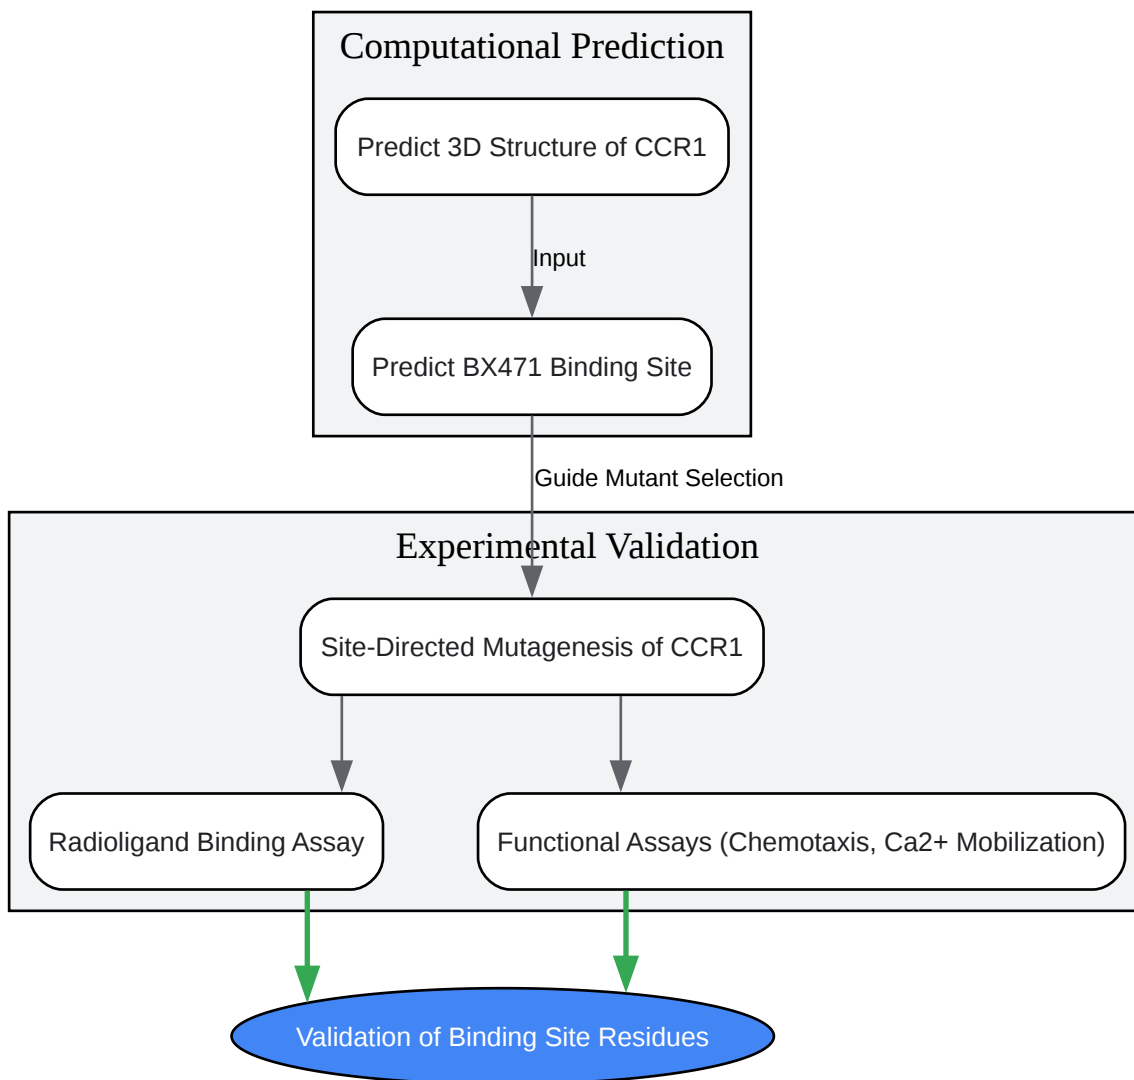 Computational Prediction
Predict 3D Structure of CCR1
Input
Predict BX471 Binding Site
Guide Mutant Selection
Experimental Validation
Site-Directed Mutagenesis of CCR1
Radioligand Binding Assay
Functional Assays (Chemotaxis, Ca2+ Mobilization)
Validation of Binding Site Residues